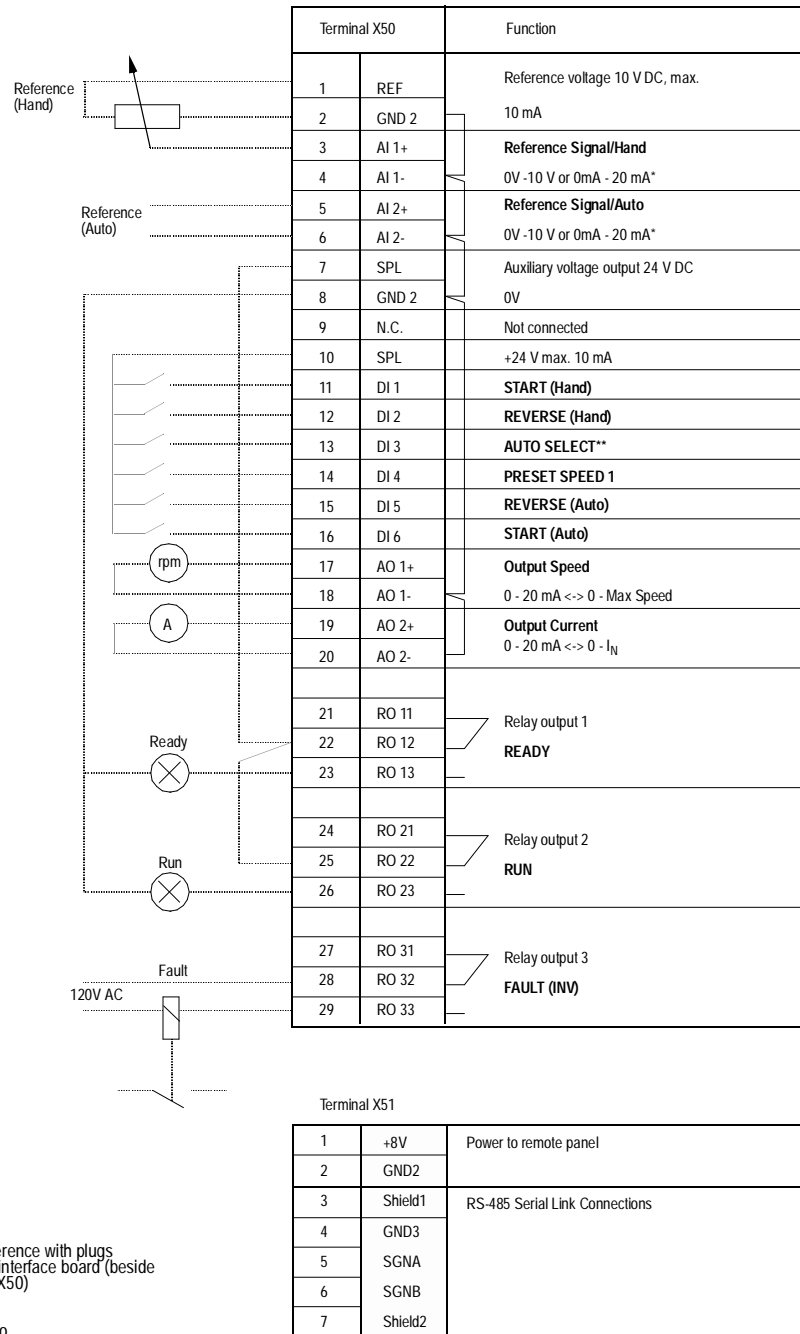 Terminal X50 Function
Reference
(Hand)
1 REF Reference voltage 10 V DC, max.
2 GND 2 10 mA
3 AI 1+ Reference Signal/Hand
4 AI 1- 0V -10 V or 0mA - 20 mA*
Reference
(Auto)
5 AI 2+ Reference Signal/Auto
6 AI 2- 0V -10 V or 0mA - 20 mA*
7 SPL Auxiliary voltage output 24 V DC
8 GND 2 0V
9 N.C. Not connected
10 SPL +24 V max. 10 mA
11 DI 1 START (Hand)
12 DI 2 REVERSE (Hand)
13 DI 3 AUTO SELECT**
14 DI 4 PRESET SPEED 1
15 DI 5 REVERSE (Auto)
16 DI 6 START (Auto)
rpm 17 AO 1+ Output Speed
18 AO 1- 0 - 20 mA <-> 0 - Max Speed
A 19 AO 2+ Output Current
20 AO 2- 0 - 20 mA <-> 0 - IN
21 RO 11 Relay output 1
Ready 22 RO 12 READY
23 RO 13
24 RO 21 Relay output 2
Run 25 RO 22 RUN
26 RO 23
27 RO 31 Relay output 3
Fault 28 RO 32 FAULT (INV)
120V AC 29 RO 33
Terminal X51
1 +8V Power to remote panel
2 GND2
3 Shield1 RS-485 Serial Link Connections
4 GND3
5 SGNA
6 SGNB
7 Shield2
erence with plugs
interface board (beside
X50)